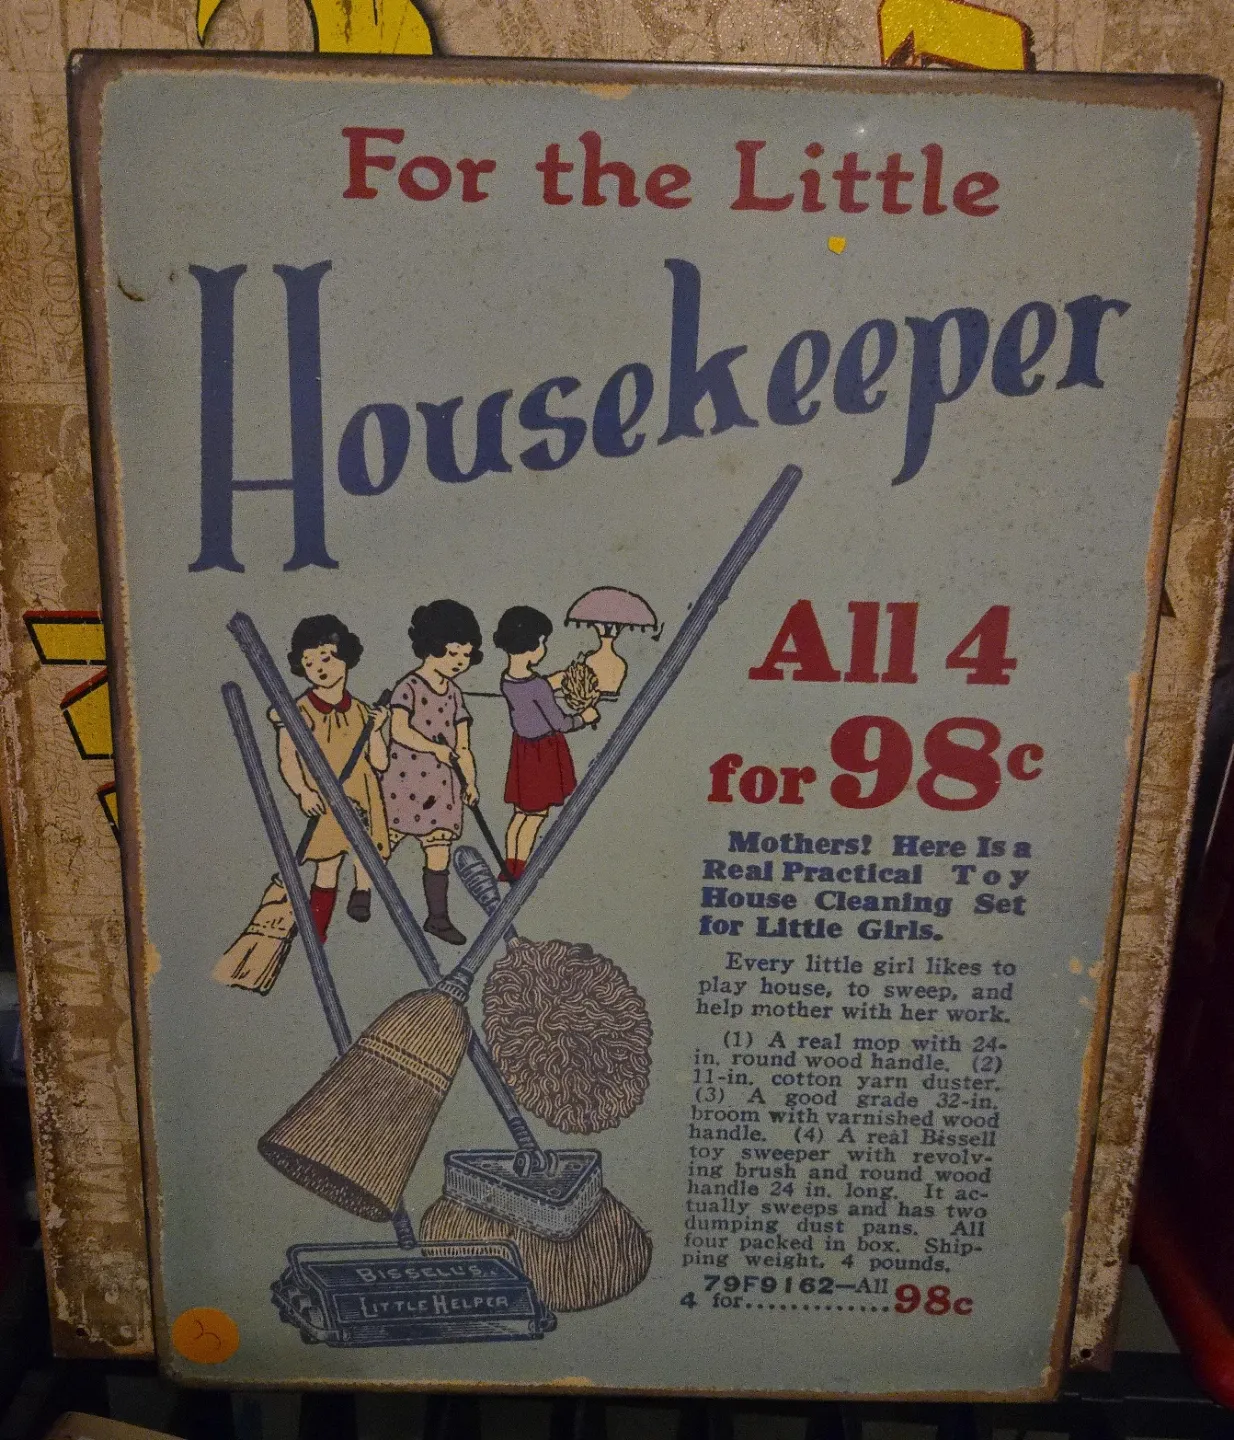 For the Little
Housekeeper
All 4
for 98c
Mothers! Here Is a
Real Practical Toy
House Cleaning Set
for Little Girls.
Every little girl likes to
play house, to sweep, and
help mother with her work.
(1) A real mop with 24-
in. round wood handle. (2)
11-in. cotton yarn duster.
(3) A good grade 32-in.
broom with varnished wood
handle. (4) A real Bissell
toy sweeper with revolv-
ing brush and round wood
handle 24 in. long. It ac-
tually sweeps and has two
dumping dust pans. All
four packed in box. Ship-
ping weight, 4 pounds.
79F9162—All
4 for.............98c
BISSELL'S
LITTLE HELPER